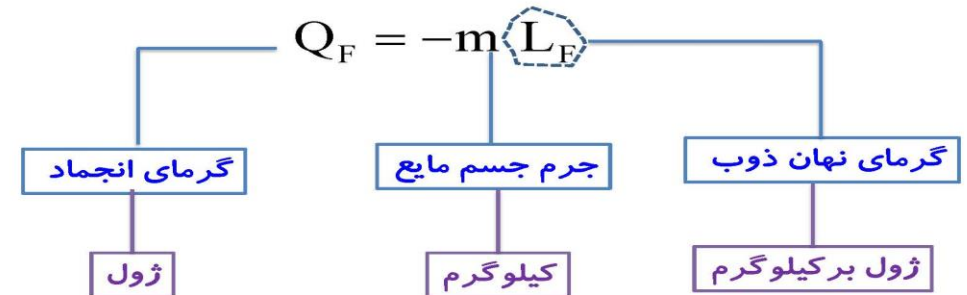 Q_F = −m L_F
گرمای نهان ذوب
جرم جسم مایع
گرمای انجماد
ژول بر کیلوگرم
کیلوگرم
ژول